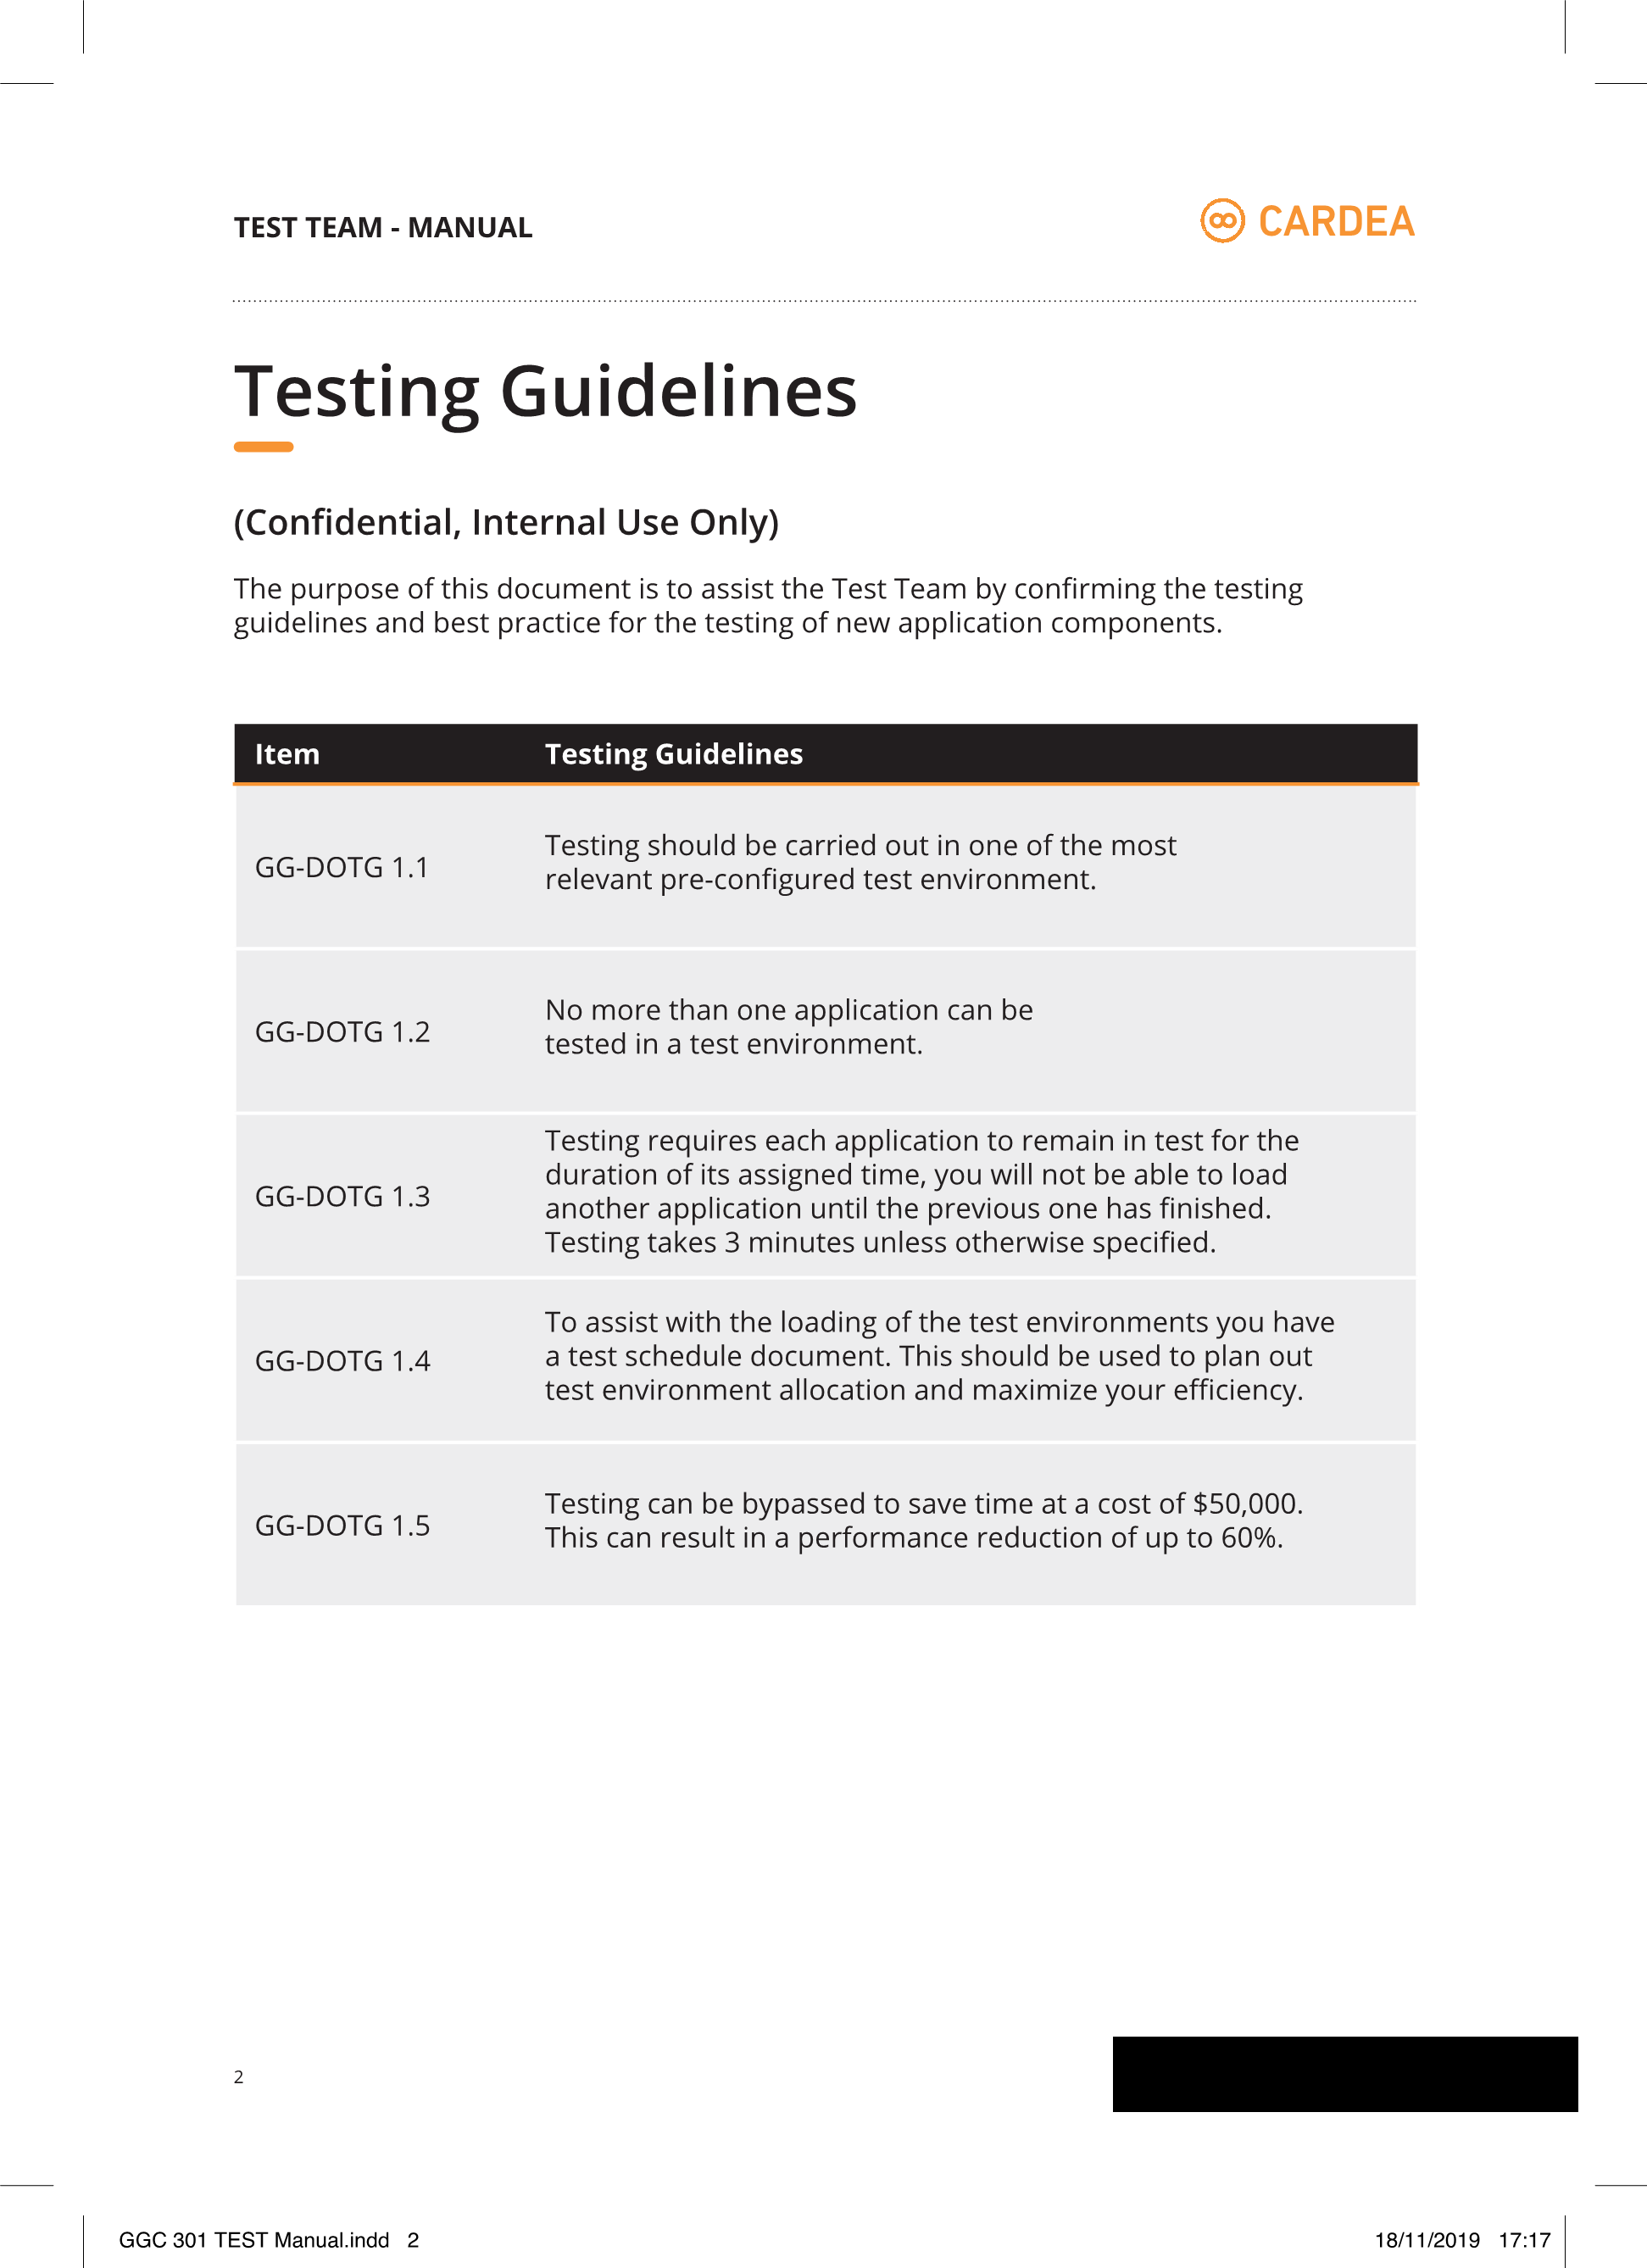 TEST TEAM - MANUAL
CARDEA
Testing Guidelines
(Confidential, Internal Use Only)
The purpose of this document is to assist the Test Team by confirming the testing
guidelines and best practice for the testing of new application components.
Item Testing Guidelines
GG-DOTG 1.1
Testing should be carried out in one of the most
relevant pre-configured test environment.
GG-DOTG 1.2
No more than one application can be
tested in a test environment.
GG-DOTG 1.3
Testing requires each application to remain in test for the
duration of its assigned time, you will not be able to load
another application until the previous one has finished.
Testing takes 3 minutes unless otherwise specified.
GG-DOTG 1.4
To assist with the loading of the test environments you have
a test schedule document. This should be used to plan out
test environment allocation and maximize your efficiency.
GG-DOTG 1.5
Testing can be bypassed to save time at a cost of $50,000.
This can result in a performance reduction of up to 60%.
2
GGC 301 TEST Manual.indd 2
18/11/2019 17:17